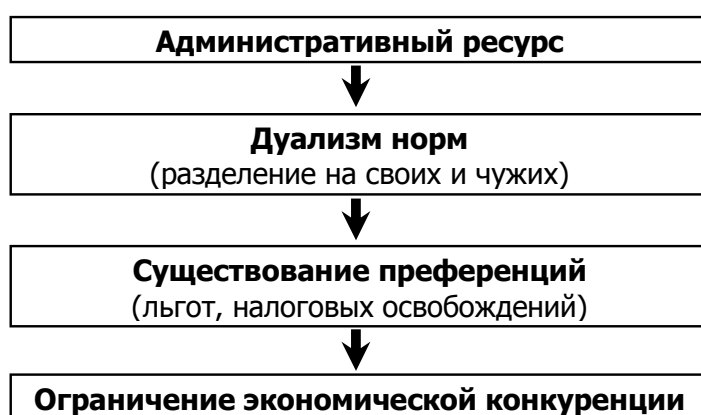 Административный ресурс
Дуализм норм
(разделение на своих и чужих)
Существование преференций
(льгот, налоговых освобождений)
Ограничение экономической конкуренции